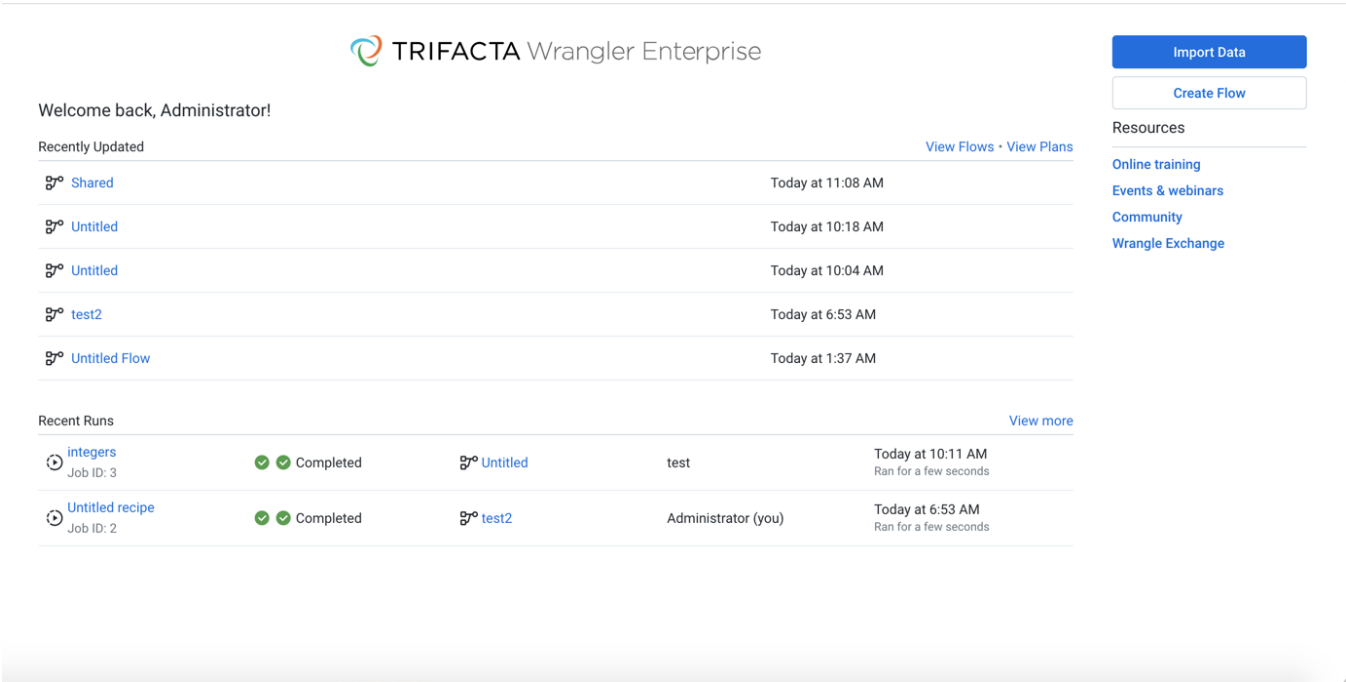 TRIFACTA Wrangler Enterprise
Import Data
Create Flow
Welcome back, Administrator!
Resources
Recently Updated View Flows • View Plans
Online training
Events & webinars
Community
Wrangle Exchange
Shared Today at 11:08 AM
Untitled Today at 10:18 AM
Untitled Today at 10:04 AM
test2 Today at 6:53 AM
Untitled Flow Today at 1:37 AM
Recent Runs View more
integers Completed Untitled test Today at 10:11 AM
Job ID: 3 Ran for a few seconds
Untitled recipe Completed test2 Administrator (you) Today at 6:53 AM
Job ID: 2 Ran for a few seconds